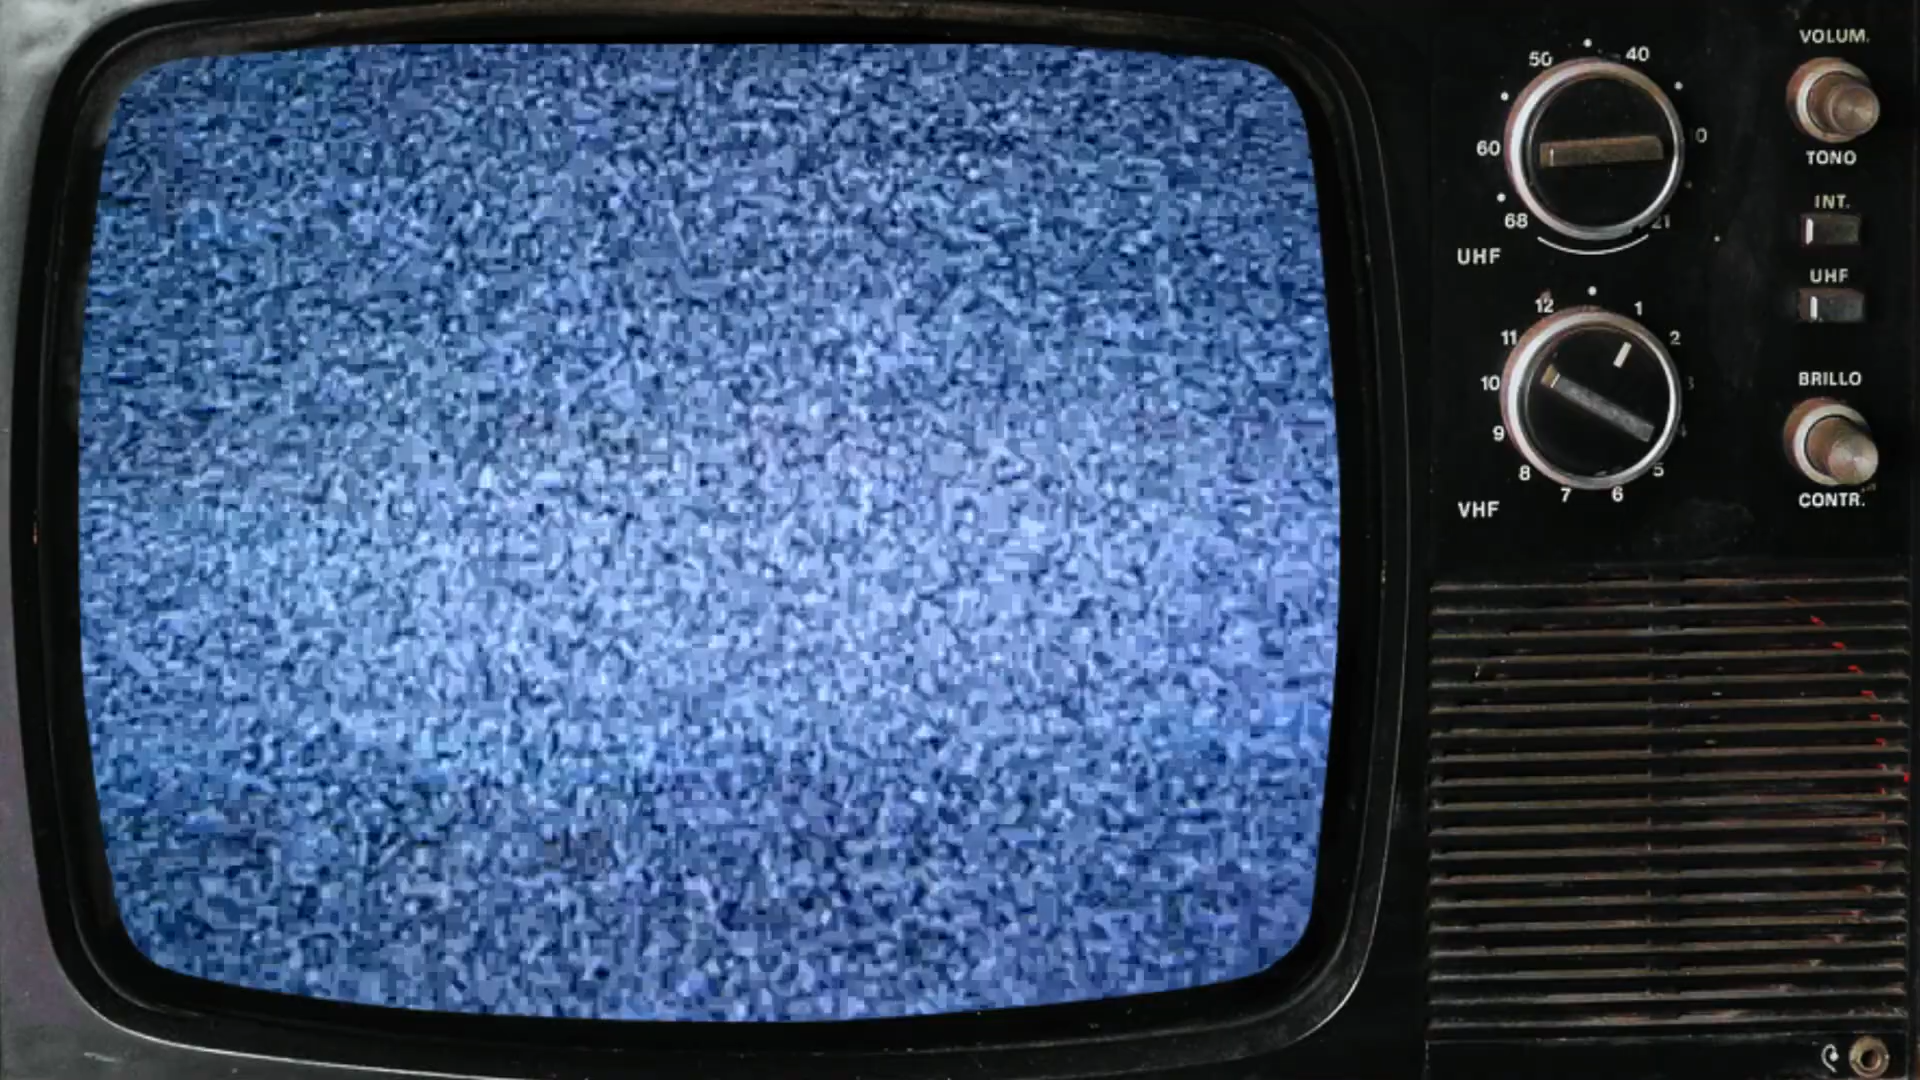 VOLUM.
50 40
60 0
68 21
TONO
INT.
UHF
UHF
12 1
11 2
10 3
9
8 5
7 6
VHF
BRILLO
CONTR.